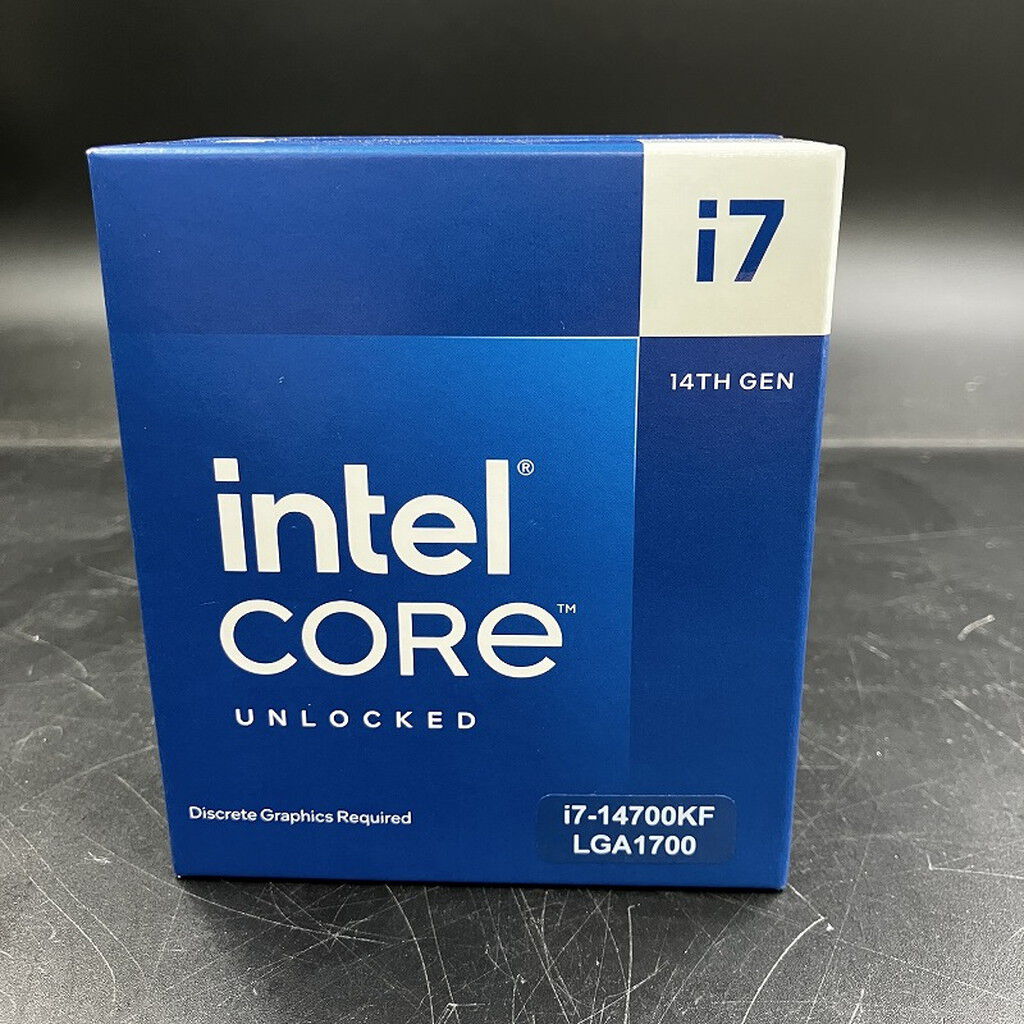 i7
14TH GEN
intel®
CORE™
UNLOCKED
Discrete Graphics Required
i7-14700KF
LGA1700